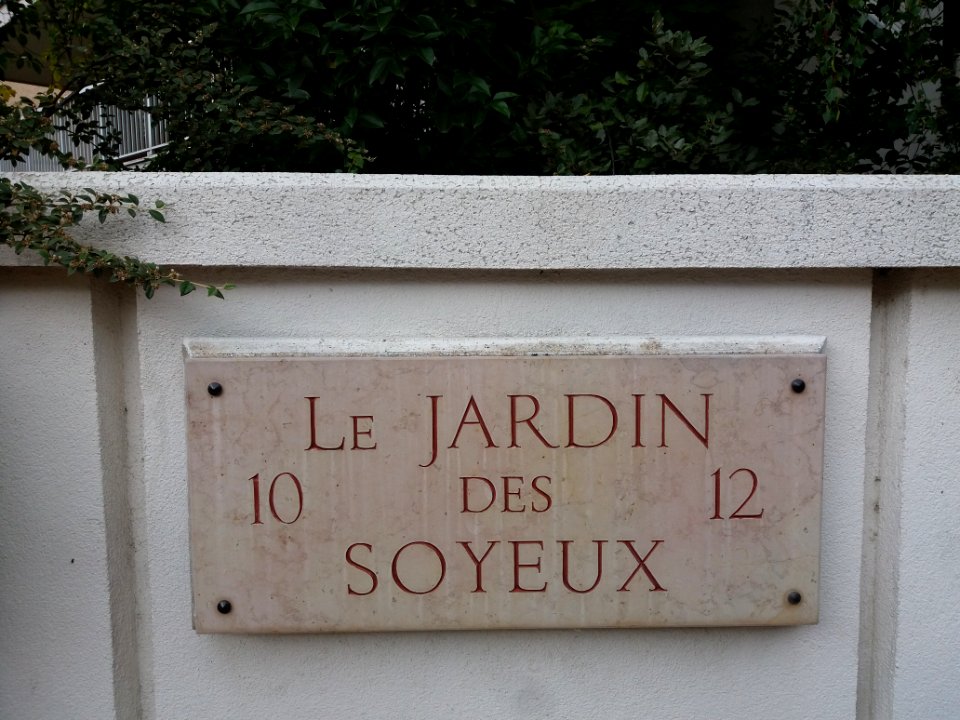 LE JARDIN
10 DES 12
SOYEUX